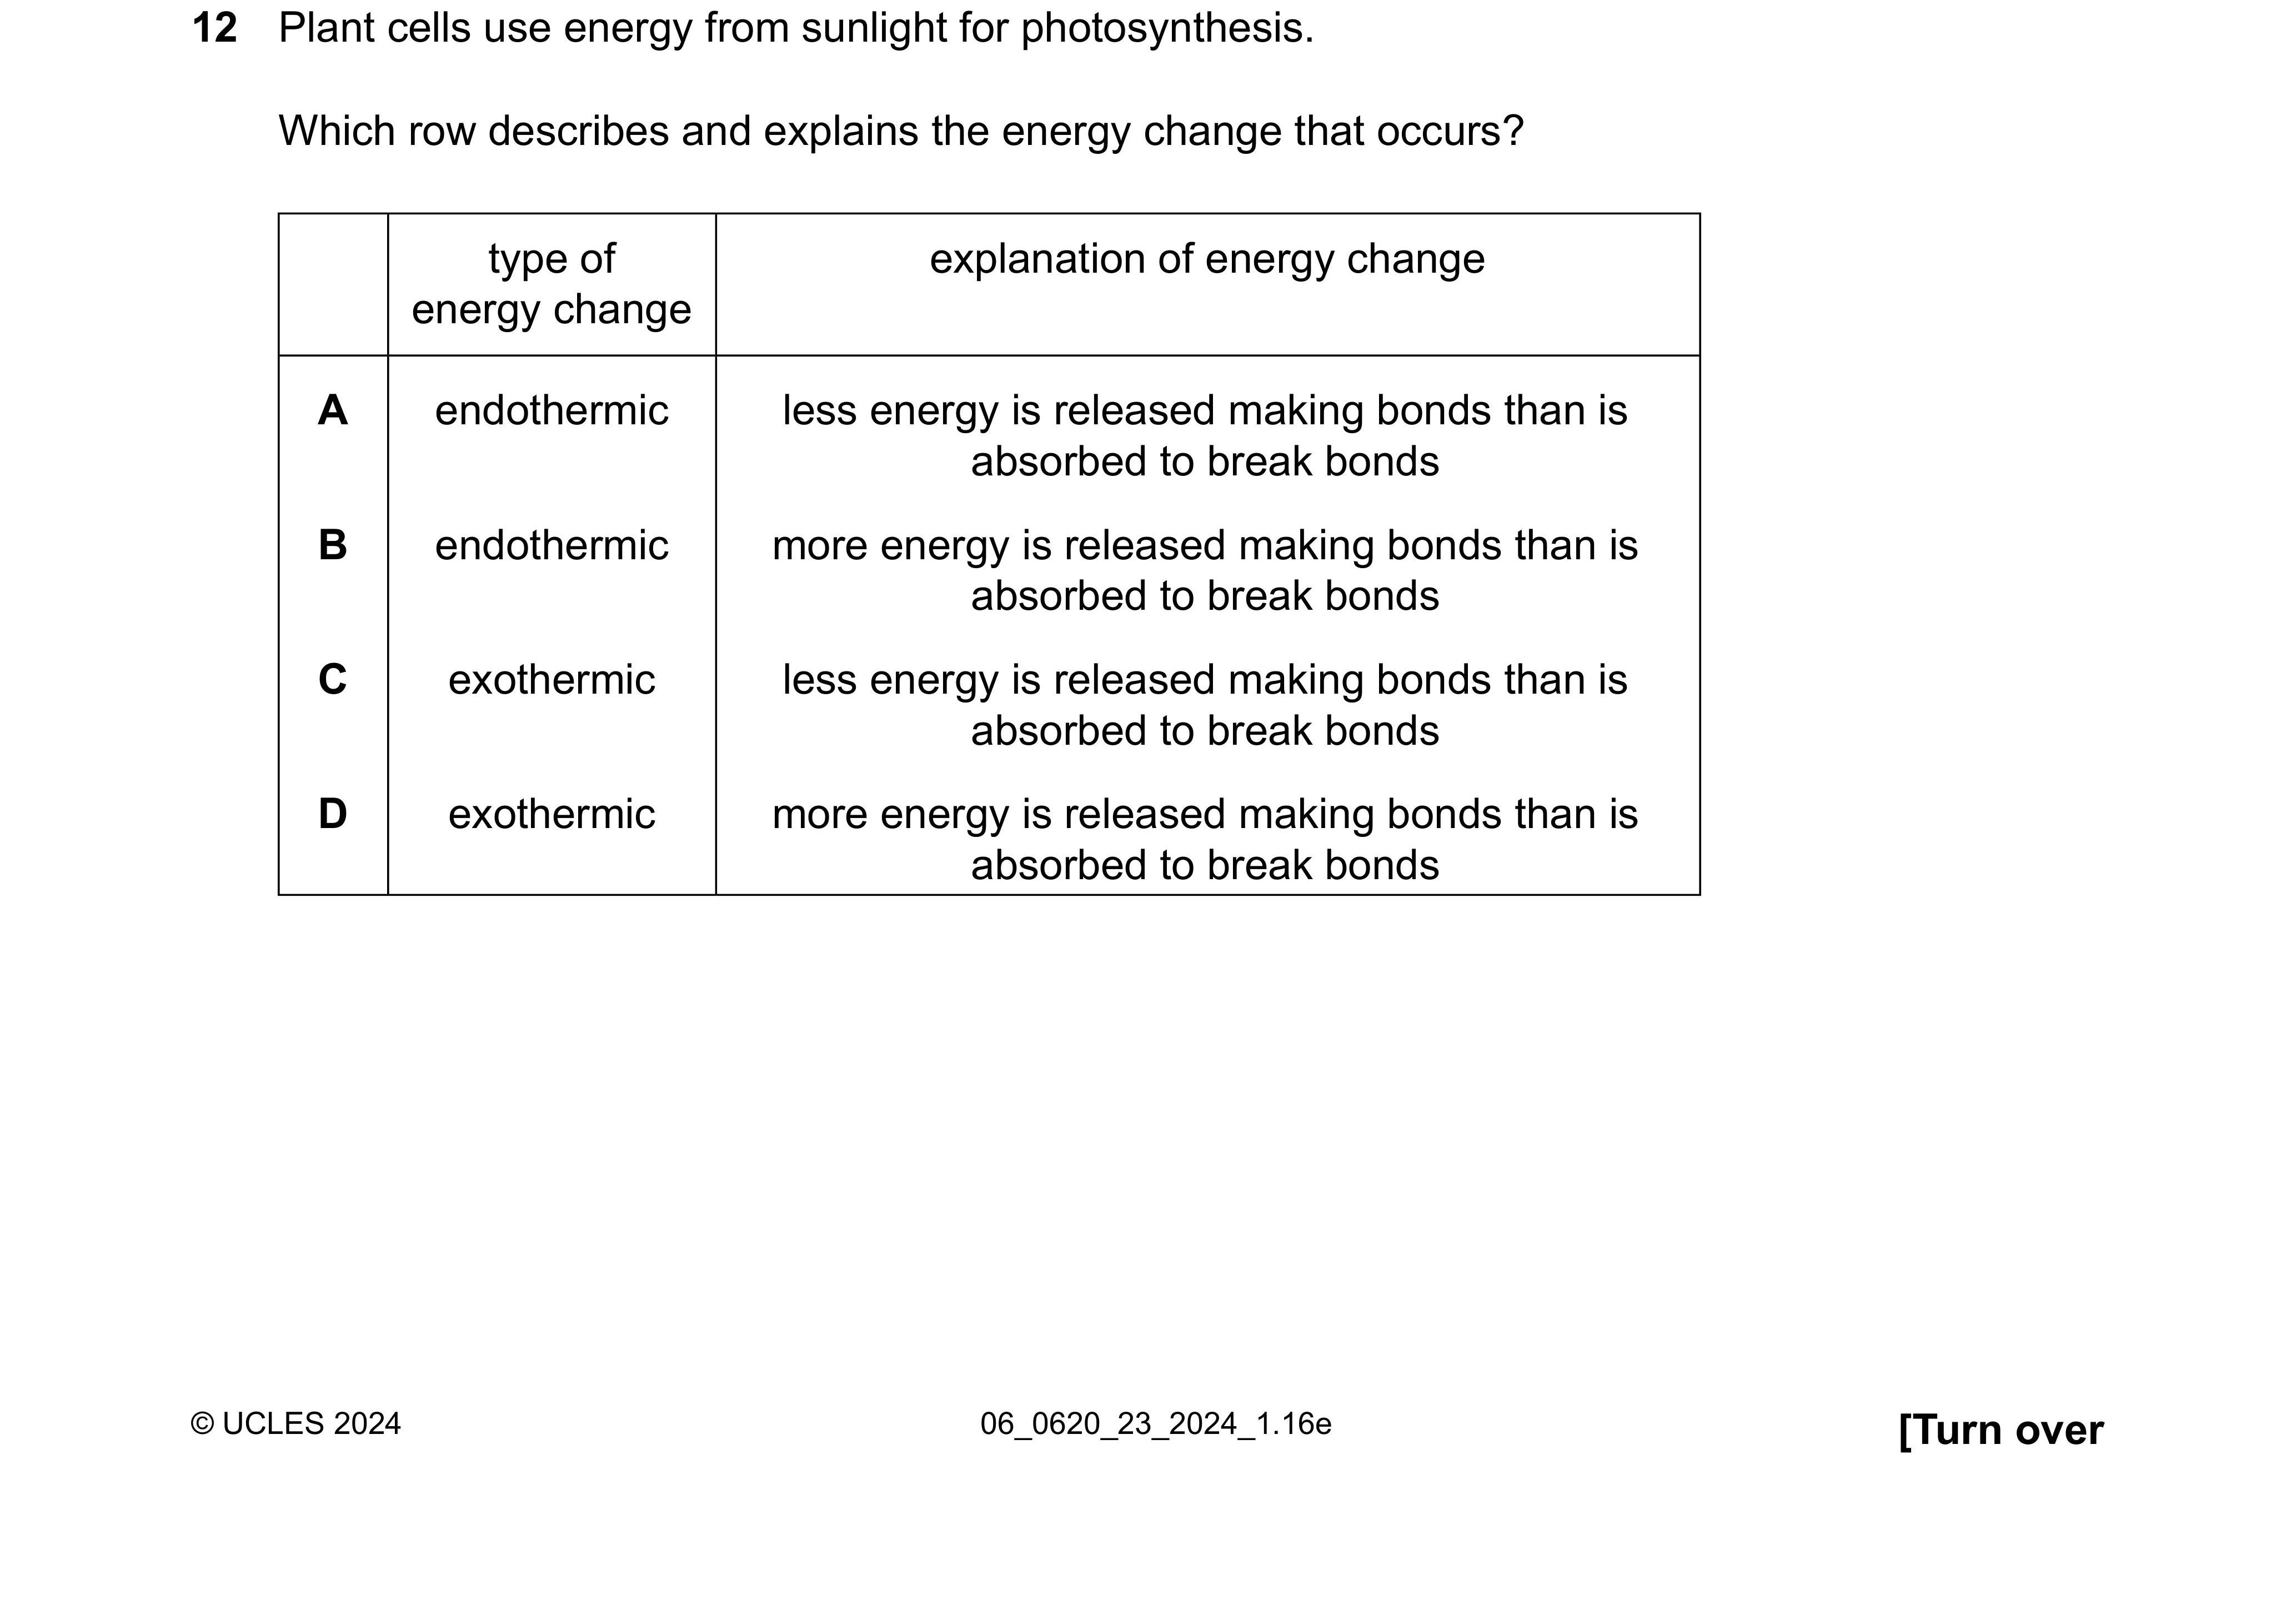 12 Plant cells use energy from sunlight for photosynthesis.
Which row describes and explains the energy change that occurs?
type of
energy change
explanation of energy change
A endothermic less energy is released making bonds than is
absorbed to break bonds
B endothermic more energy is released making bonds than is
absorbed to break bonds
C exothermic less energy is released making bonds than is
absorbed to break bonds
D exothermic more energy is released making bonds than is
absorbed to break bonds
© UCLES 2024 06_0620_23_2024_1.16e [Turn over